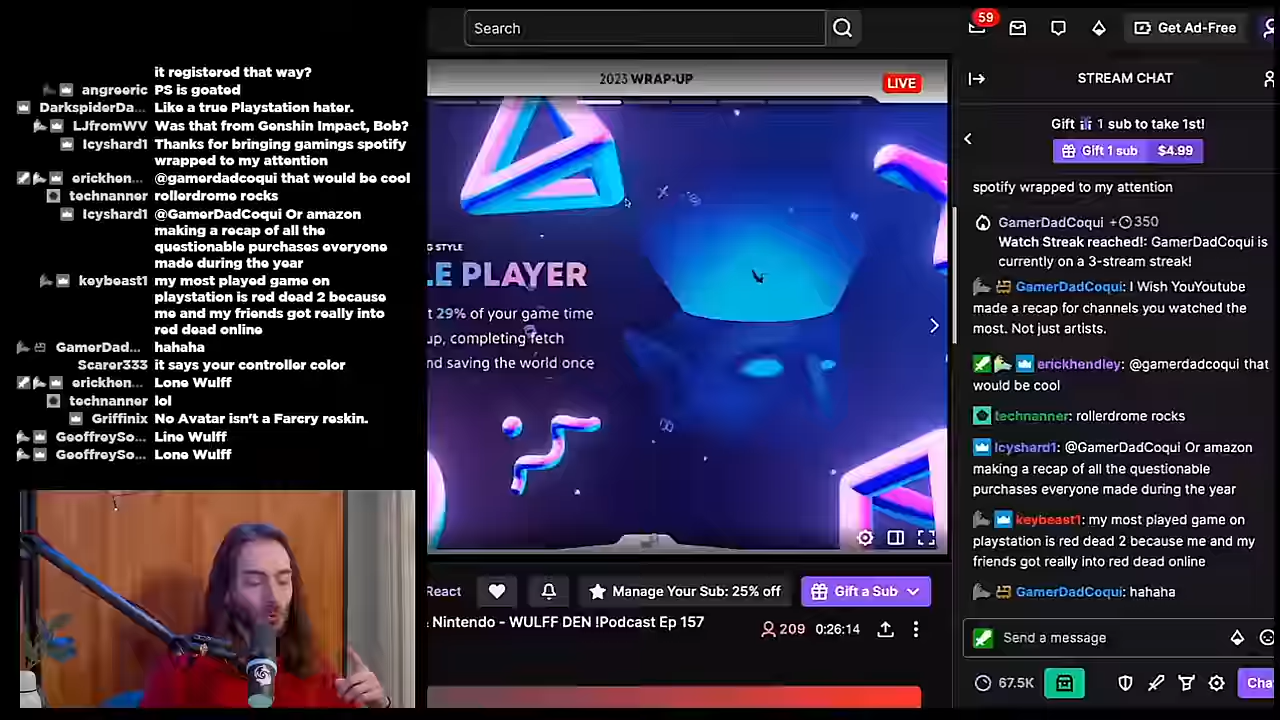 it registered that way?
angreeric PS is goated
DarkspiderDa... Like a true Playstation hater.
LJfromWV Was that from Genshin Impact, Bob?
Icyshard1 Thanks for bringing gamings spotify
wrapped to my attention
erickhen... @gamerdadcoqui that would be cool
technanner rollerdrome rocks
Icyshard1 @GamerDadCoqui Or amazon
making a recap of all the
questionable purchases everyone
made during the year
keybeast1 my most played game on
playstation is red dead 2 because
me and my friends got really into
red dead online
GamerDad... hahaha
Scarer333 it says your controller color
erickhen... Lone Wulff
technanner lol
Griffinix No Avatar isn't a Farcry reskin.
GeoffreySo... Line Wulff
GeoffreySo... Lone Wulff
Search
59
Get Ad-Free
2023 WRAP-UP
LIVE
G STYLE
LE PLAYER
t 29% of your game time
up, completing fetch
nd saving the world once
React
Manage Your Sub: 25% off
Gift a Sub
Nintendo - WULFF DEN !Podcast Ep 157
209
0:26:14
STREAM CHAT
Gift 1 sub to take 1st!
Gift 1 sub $4.99
spotify wrapped to my attention
GamerDadCoqui + 350
Watch Streak reached!: GamerDadCoqui is
currently on a 3-stream streak!
GamerDadCoqui: I Wish YouYoutube
made a recap for channels you watched the
most. Not just artists.
erickhendley: @gamerdadcoqui that
would be cool
technanner: rollerdrome rocks
Icyshard1: @GamerDadCoqui Or amazon
making a recap of all the questionable
purchases everyone made during the year
keybeast1: my most played game on
playstation is red dead 2 because me and my
friends got really into red dead online
GamerDadCoqui: hahaha
Send a message
67.5K
Cha